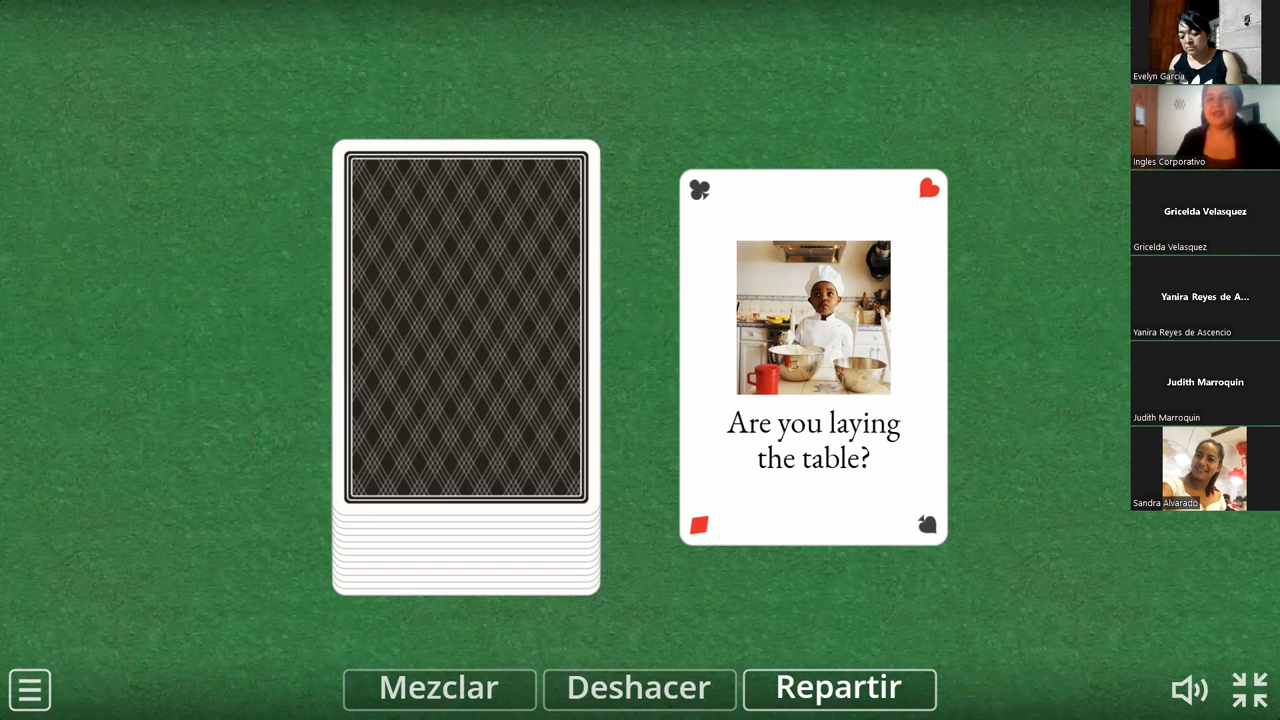 Are you laying
the table?
Mezclar
Deshacer
Repartir
Evelyn García
Ingles Corporativo
Gricelda Velasquez
Gricelda Velasquez
Yanira Reyes de A...
Yanira Reyes de Ascencio
Judith Marroquin
Judith Marroquin
Sandra Alvarado